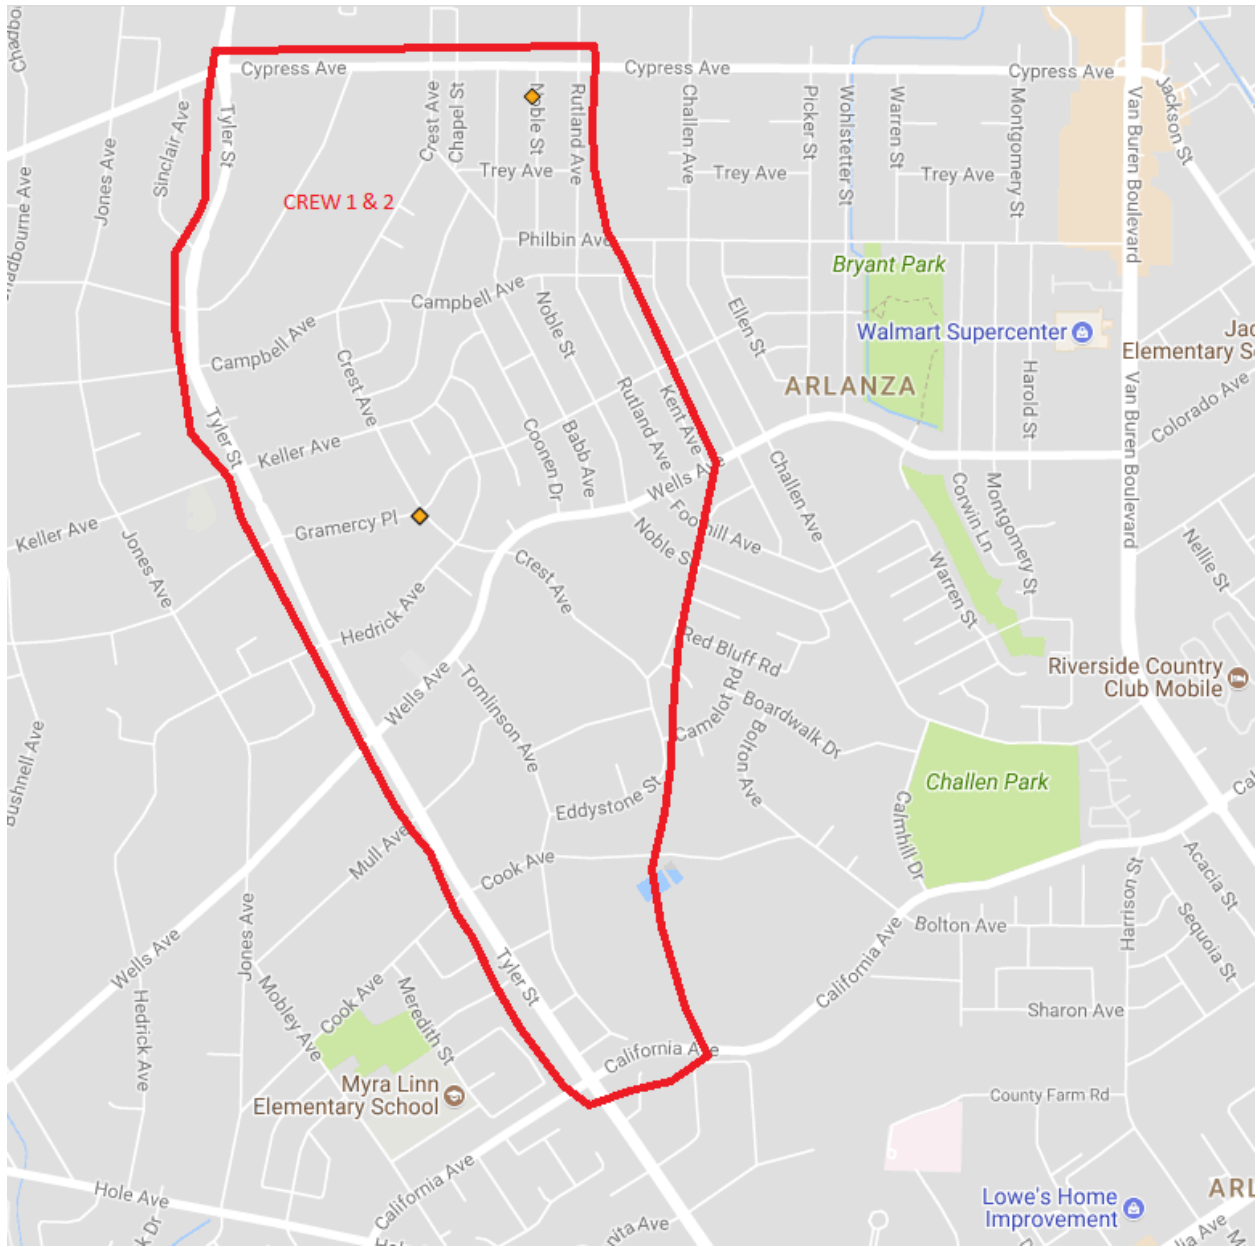 Cypress Ave
Cypress Ave
Cypress Ave
Tyler St
Sinclair Ave
Jones Ave
Crest Ave
Chapel St
Noble St
Rutland Ave
Challen Ave
Picker St
Wohlstetter St
Warren St
Montgomery St
Van Buren Boulevard
Jackson St
Trey Ave
Trey Ave
Trey Ave
CREW 1 & 2
Philbin Ave
Bryant Park
Campbell Ave
Noble St
Ellen St
Walmart Supercenter
Campbell Ave
Crest Ave
ARLANZA
Harold St
Van Buren Boulevard
Colorado Ave
Kent Ave
Rutland Ave
Babb Ave
Coonen Dr
Tyler St
Keller Ave
Wells Av
Challen Ave
Corwin Ln
Montgomery St
Gramercy Pl
Keller Ave
Foothill Ave
Noble S
Jones Ave
Crest Ave
Warren St
Nellie St
Hedrick Ave
Red Bluff Rd
Riverside Country
Club Mobile
Wells Ave
Tomlinson Ave
Camelot Rd
Boardwalk Dr
Bolton Ave
Bushnell Ave
Eddystone St
Challen Park
Calmhill Dr
Mull Ave
Cook Ave
Acacia St
Harrison St
Sequoia St
Bolton Ave
California Ave
Jones Ave
Wells Ave
Tyler St
Cook Ave
Meredith St
Mobley Ave
Hedrick Ave
Sharon Ave
California Ave
Myra Linn
Elementary School
County Farm Rd
California Ave
Hole Ave
Lowe's Home
Improvement